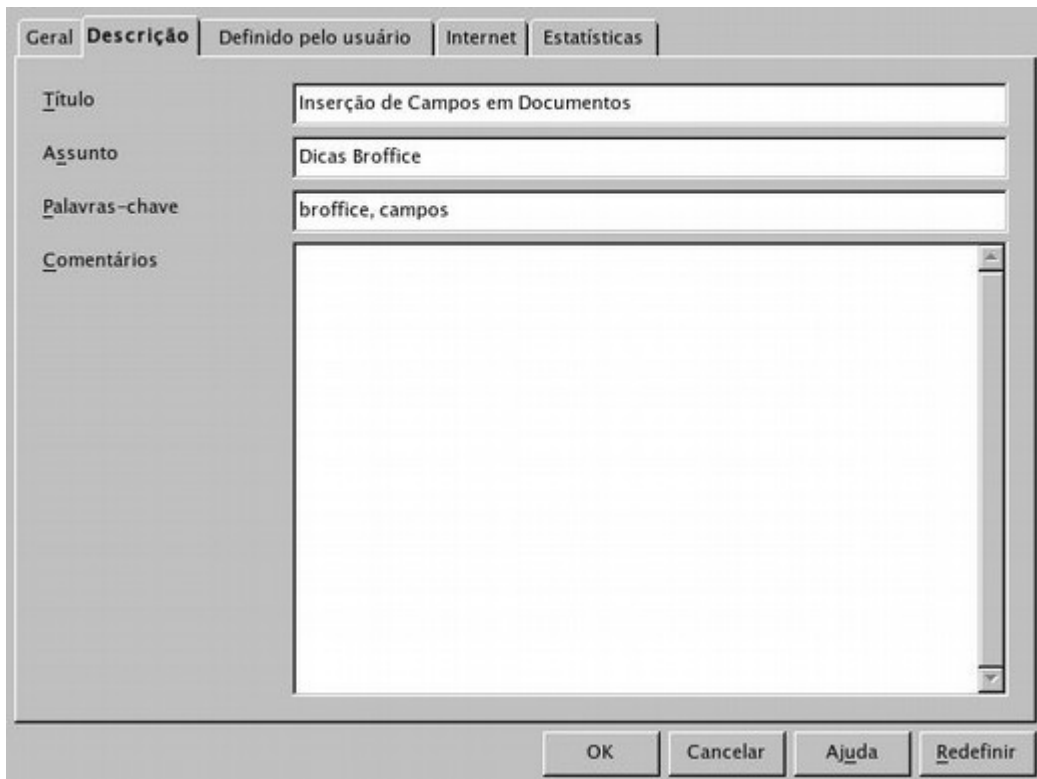 Geral Descrição Definido pelo usuário Internet Estatísticas
Título Inserção de Campos em Documentos
Assunto Dicas Broffice
Palavras-chave broffice, campos
Comentários
OK Cancelar Ajuda Redefinir